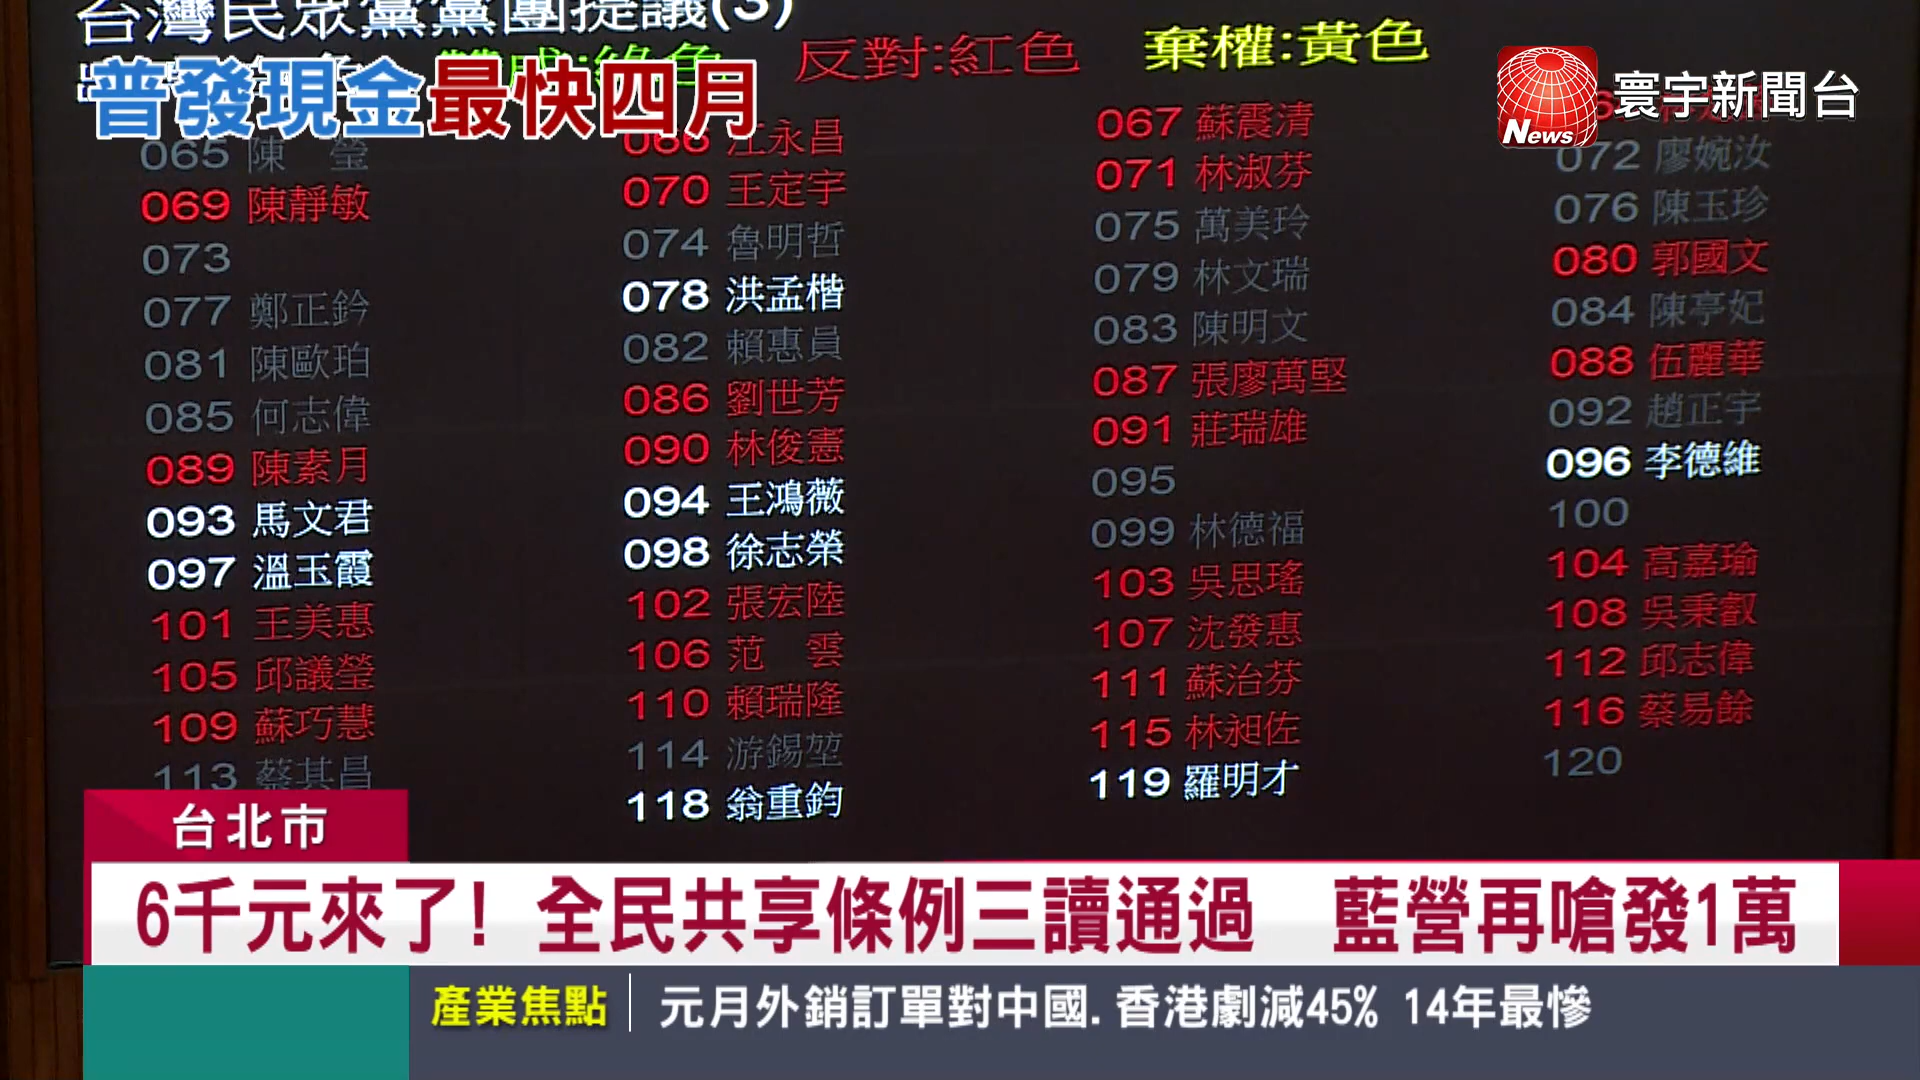 台灣民眾黨黨團提議(3)
反對:紅色 棄權:黃色
普發現金最快四月
News 寰宇新聞台
065 陳 瑩 江永昌 067 蘇震清
069 陳靜敏 070 王定宇 071 林淑芬 072 廖婉汝
073 074 魯明哲 075 萬美玲 076 陳玉珍
077 鄭正鈐 078 洪孟楷 079 林文瑞 080 郭國文
081 陳歐珀 082 賴惠員 083 陳明文 084 陳亭妃
085 何志偉 086 劉世芳 087 張廖萬堅 088 伍麗華
089 陳素月 090 林俊憲 091 莊瑞雄 092 趙正宇
093 馬文君 094 王鴻薇 095 096 李德維
097 溫玉霞 098 徐志榮 099 林德福 100
101 王美惠 102 張宏陸 103 吳思瑤 104 高嘉瑜
105 邱議瑩 106 范 雲 107 沈發惠 108 吳秉叡
109 蘇巧慧 110 賴瑞隆 111 蘇治芬 112 邱志偉
113 蔡其昌 114 游錫堃 115 林昶佐 116 蔡易餘
118 翁重鈞 119 羅明才 120
台北市
6千元來了! 全民共享條例三讀通過 藍營再嗆發1萬
產業焦點 元月外銷訂單對中國.香港劇減45% 14年最慘